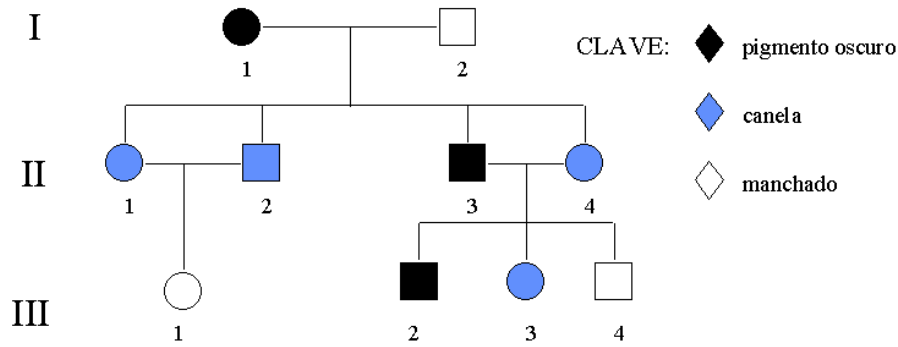 I
CLAVE:
pigmento oscuro
1 2
canela
II
manchado
1 2 3 4
III
1 2 3 4